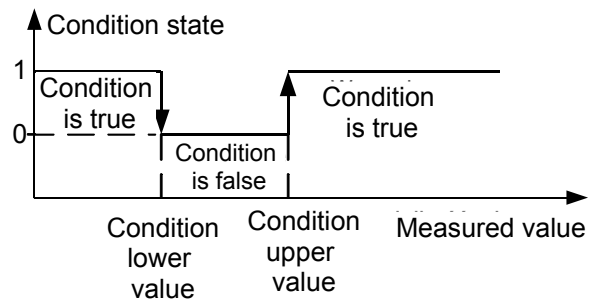 Condition state
1
Condition
is true
Condition
is true
0
Condition
is false
Condition
lower
value
Condition
upper
value
Measured value